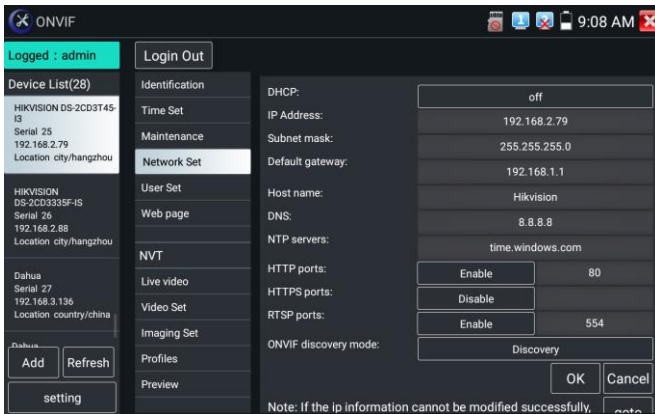 ONVIF
9:08 AM
Logged : admin
Login Out
Device List(28)
HIKVISION DS-2CD3T45-
I3
Serial 25
192.168.2.79
Location city/hangzhou
HIKVISION
DS-2CD3335F-IS
Serial 26
192.168.2.88
Location city/hangzhou
Dahua
Serial 27
192.168.3.136
Location country/china
Dahua
Add
Refresh
setting
Identification
Time Set
Maintenance
Network Set
User Set
Web page
NVT
Live video
Video Set
Imaging Set
Profiles
Preview
DHCP: off
IP Address: 192.168.2.79
Subnet mask: 255.255.255.0
Default gateway: 192.168.1.1
Host name: Hikvision
DNS: 8.8.8.8
NTP servers: time.windows.com
HTTP ports: Enable 80
HTTPS ports: Disable
RTSP ports: Enable 554
ONVIF discovery mode: Discovery
OK Cancel
Note: If the ip information cannot be modified successfully,
goto